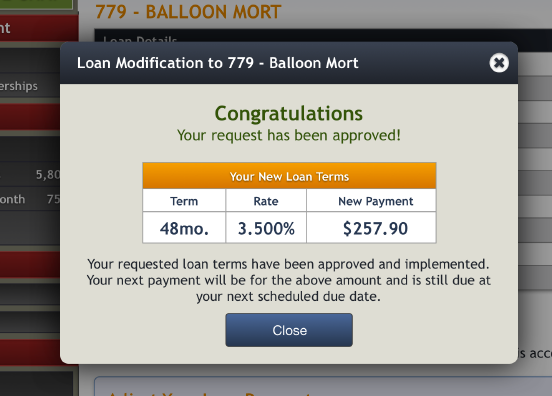 779 - BALLOON MORT
nt
Loan Details
Loan Modification to 779 - Balloon Mort
erships
Congratulations
Your request has been approved!
Your New Loan Terms
Term Rate New Payment
48mo. 3.500% $257.90
5,80
onth 75
Your requested loan terms have been approved and implemented.
Your next payment will be for the above amount and is still due at
your next scheduled due date.
Close
is acc